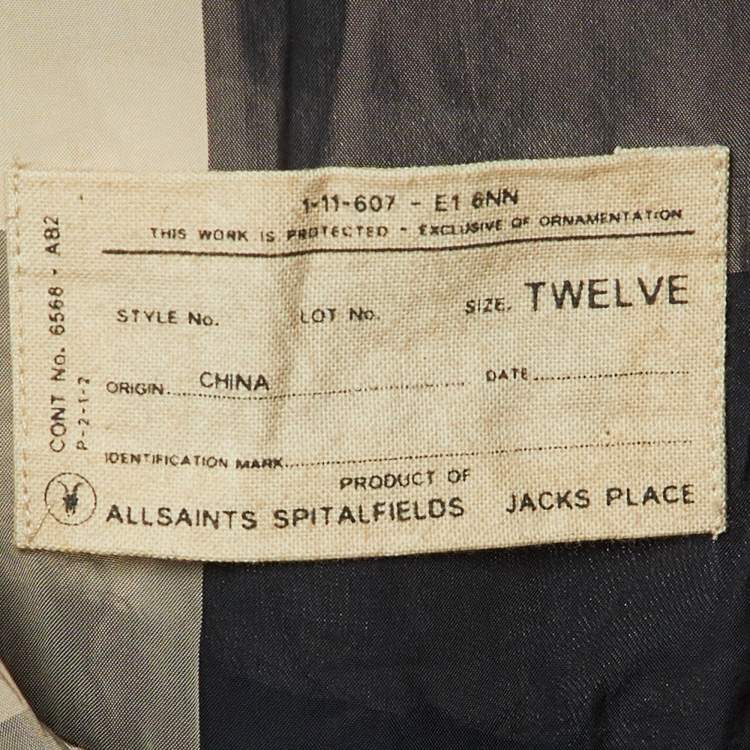 1-11-607 - E1 6NN
THIS WORK IS PROTECTED - EXCLUSIVE OF ORNAMENTATION
CONT No. 6568 - AB2
P-2-1-2
STYLE No. LOT No. SIZE. TWELVE
ORIGIN CHINA DATE
IDENTIFICATION MARK
PRODUCT OF
ALLSAINTS SPITALFIELDS JACKS PLACE